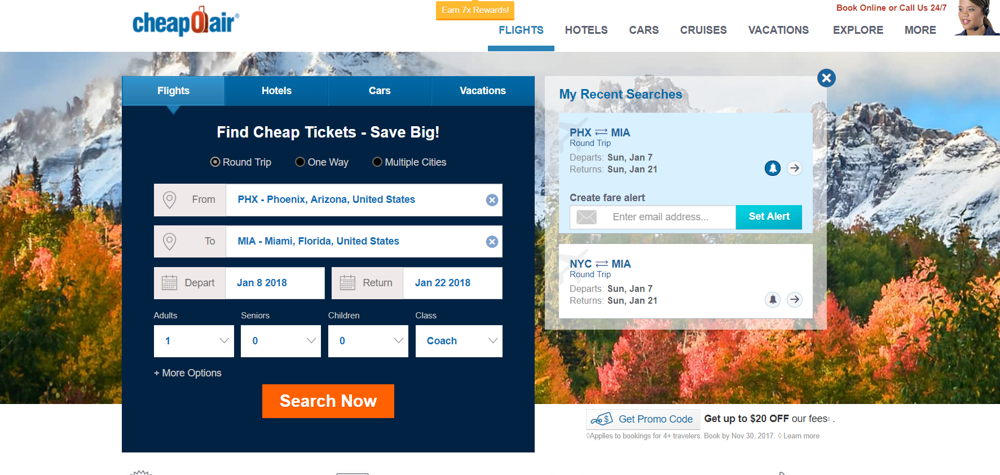 cheapOair®
Earn 7x Rewards!
Book Online or Call Us 24/7
FLIGHTS HOTELS CARS CRUISES VACATIONS EXPLORE MORE
Flights Hotels Cars Vacations
Find Cheap Tickets - Save Big!
Round Trip One Way Multiple Cities
From PHX - Phoenix, Arizona, United States
To MIA - Miami, Florida, United States
Depart Jan 8 2018 Return Jan 22 2018
Adults Seniors Children Class
1 0 0 Coach
+ More Options
Search Now
My Recent Searches
PHX ⇄ MIA
Round Trip
Departs: Sun, Jan 7
Returns: Sun, Jan 21
Create fare alert
Enter email address... Set Alert
NYC ⇄ MIA
Round Trip
Departs: Sun, Jan 7
Returns: Sun, Jan 21
$ Get Promo Code Get up to $20 OFF our fees◊ .
◊Applies to bookings for 4+ travelers. Book by Nov 30, 2017. ◊ Learn more